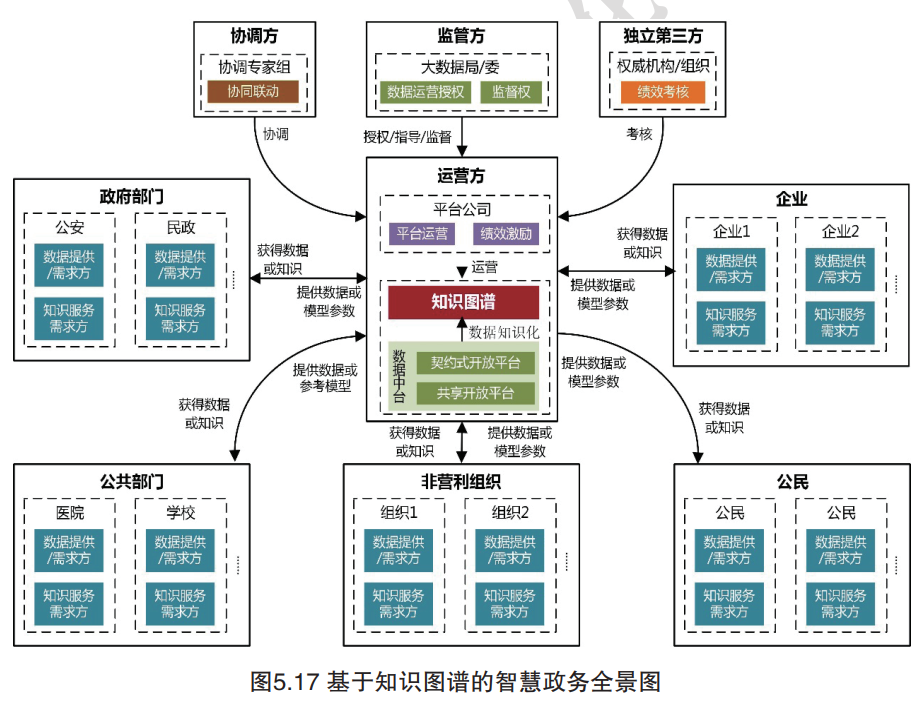 协调方
协调专家组
协同联动
监管方
大数据局/委
数据运营授权
监督权
独立第三方
权威机构/组织
绩效考核
协调
授权/指导/监督
考核
政府部门
公安
数据提供
/需求方
知识服务
需求方
民政
数据提供
/需求方
知识服务
需求方
获得数据
或知识
提供数据或
模型参数
运营方
平台公司
平台运营
绩效激励
运营
知识图谱
数据知识化
数据中台
契约式开放平台
共享开放平台
获得数据
或知识
提供数据或
模型参数
企业
企业1
数据提供
/需求方
知识服务
需求方
企业2
数据提供
/需求方
知识服务
需求方
提供数据或
参考模型
获得数据
或知识
获得数据
或知识
提供数据或
模型参数
提供数据或
模型参数
获得数据
或知识
公共部门
医院
数据提供
/需求方
知识服务
需求方
学校
数据提供
/需求方
知识服务
需求方
非营利组织
组织1
数据提供
/需求方
知识服务
需求方
组织2
数据提供
/需求方
知识服务
需求方
公民
公民
数据提供
/需求方
知识服务
需求方
公民
数据提供
/需求方
知识服务
需求方
图5.17 基于知识图谱的智慧政务全景图